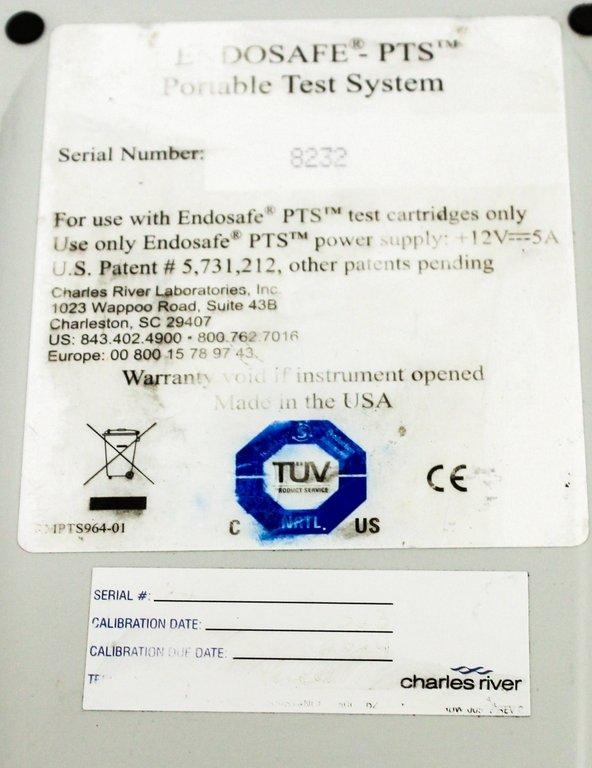 ENDOSAFE®- PTS™
Portable Test System
Serial Number: 8232
For use with Endosafe® PTS™ test cartridges only
Use only Endosafe® PTS™ power supply: +12V⎓5A
U.S. Patent # 5,731,212, other patents pending
Charles River Laboratories, Inc.
1023 Wappoo Road, Suite 43B
Charleston, SC 29407
US: 843.402.4900 • 800.762.7016
Europe: 00 800 15 78 97 43.
Warranty void if instrument opened
Made in the USA
TÜV
PRODUCT SERVICE
C NRTL US
CE
MPTS964-01
SERIAL #:
CALIBRATION DATE:
CALIBRATION DUE DATE:
charles river